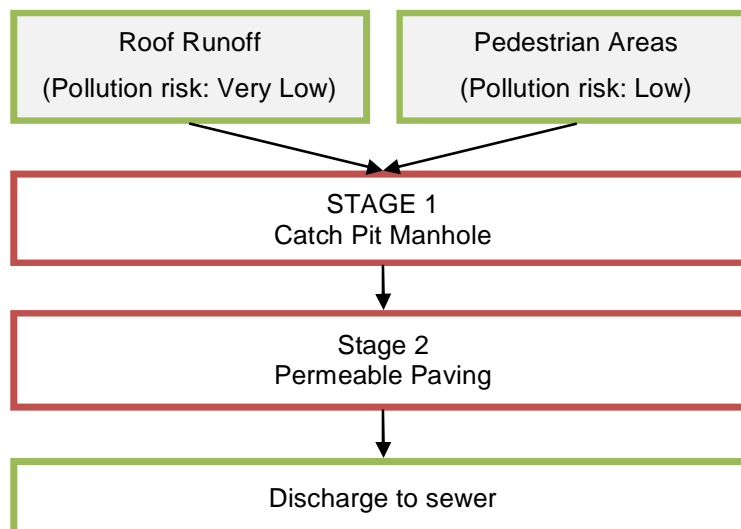 Roof Runoff
(Pollution risk: Very Low)
Pedestrian Areas
(Pollution risk: Low)
STAGE 1
Catch Pit Manhole
Stage 2
Permeable Paving
Discharge to sewer